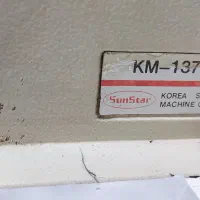 KM-137
SunStar
KOREA S
MACHINE